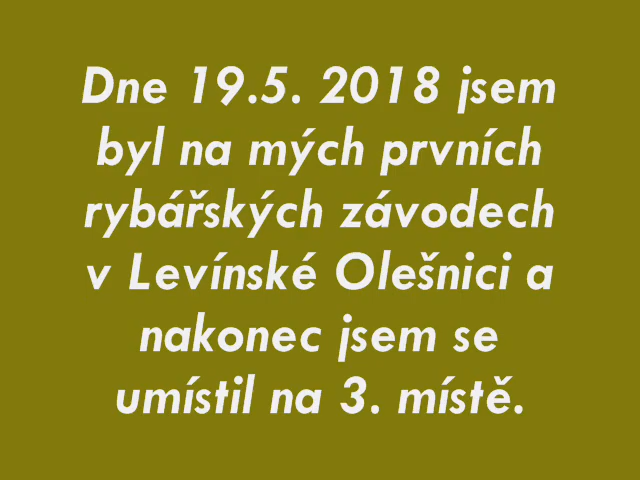 Dne 19.5. 2018 jsem
byl na mých prvních
rybářských závodech
v Levínské Olešnici a
nakonec jsem se
umístil na 3. místě.